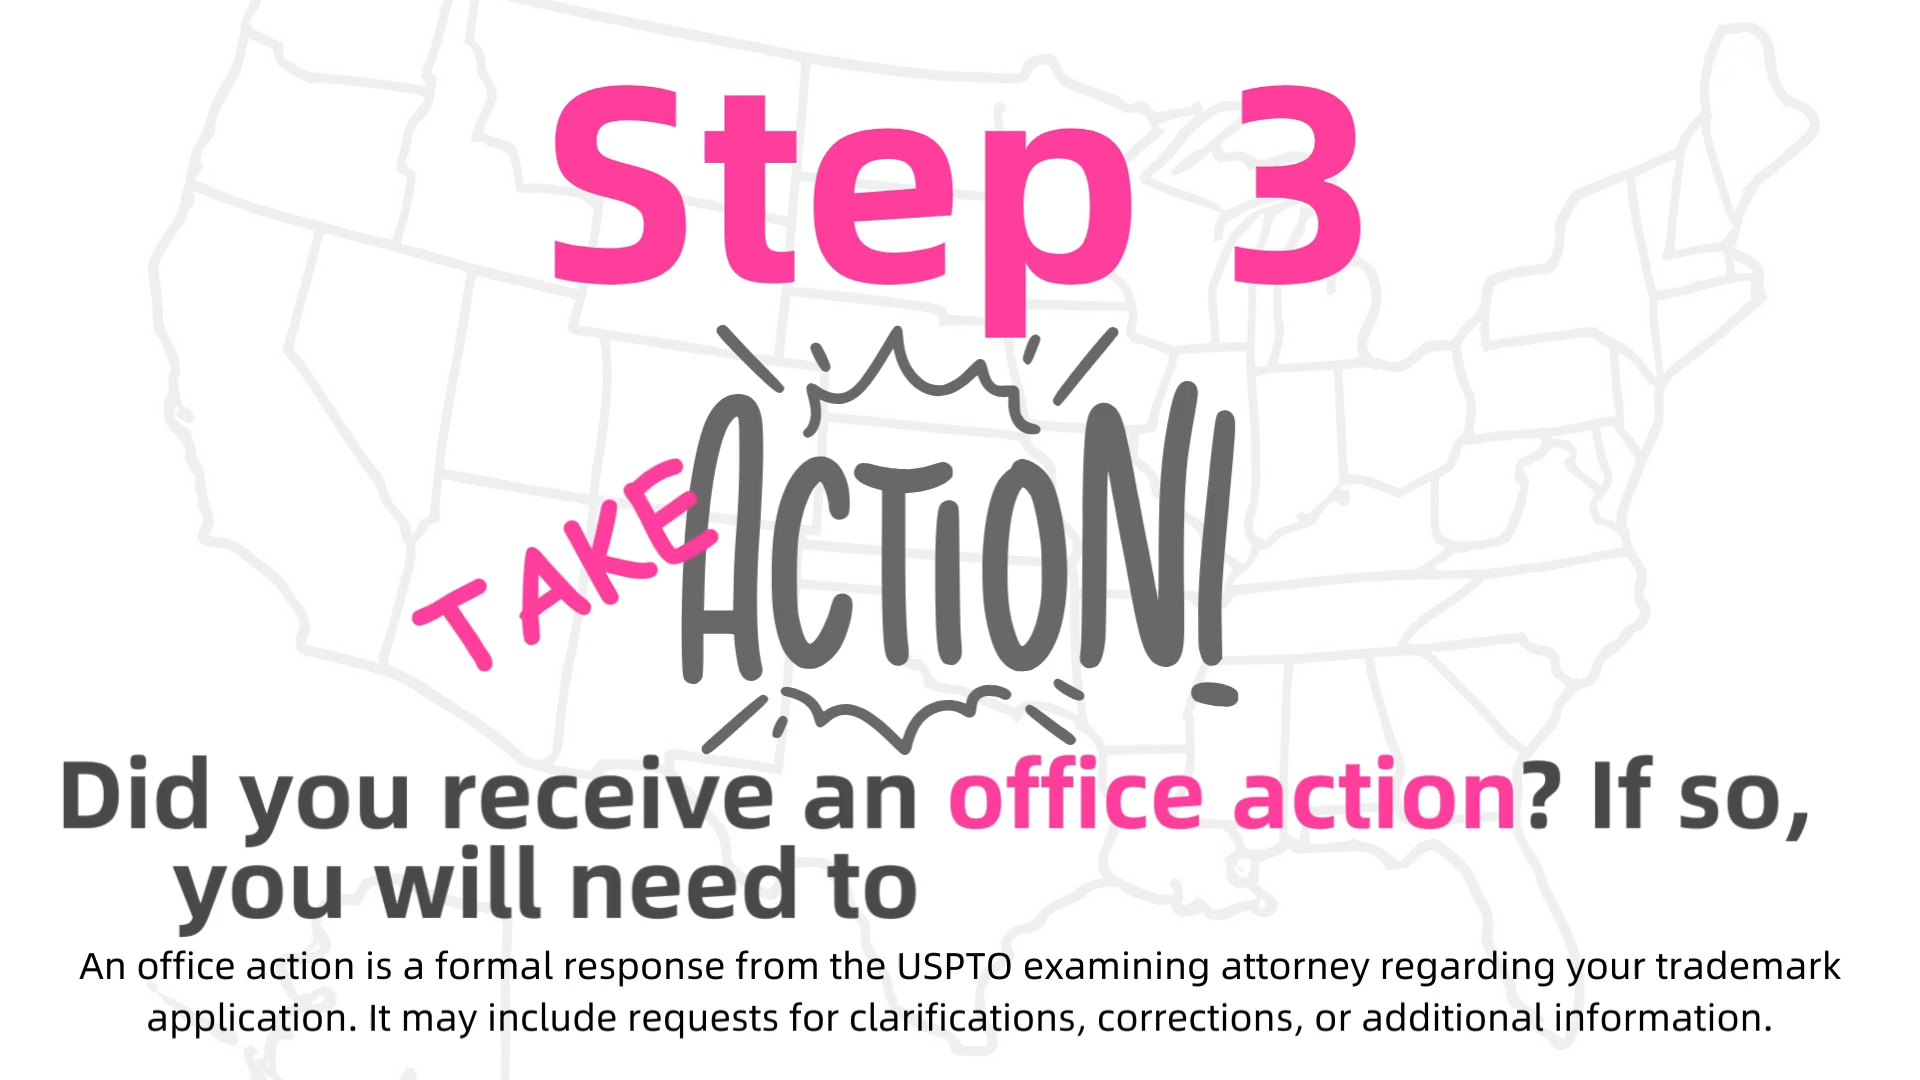 Step 3
TAKE
ACTiON!
Did you receive an office action? If so,
you will need to
An office action is a formal response from the USPTO examining attorney regarding your trademark
application. It may include requests for clarifications, corrections, or additional information.